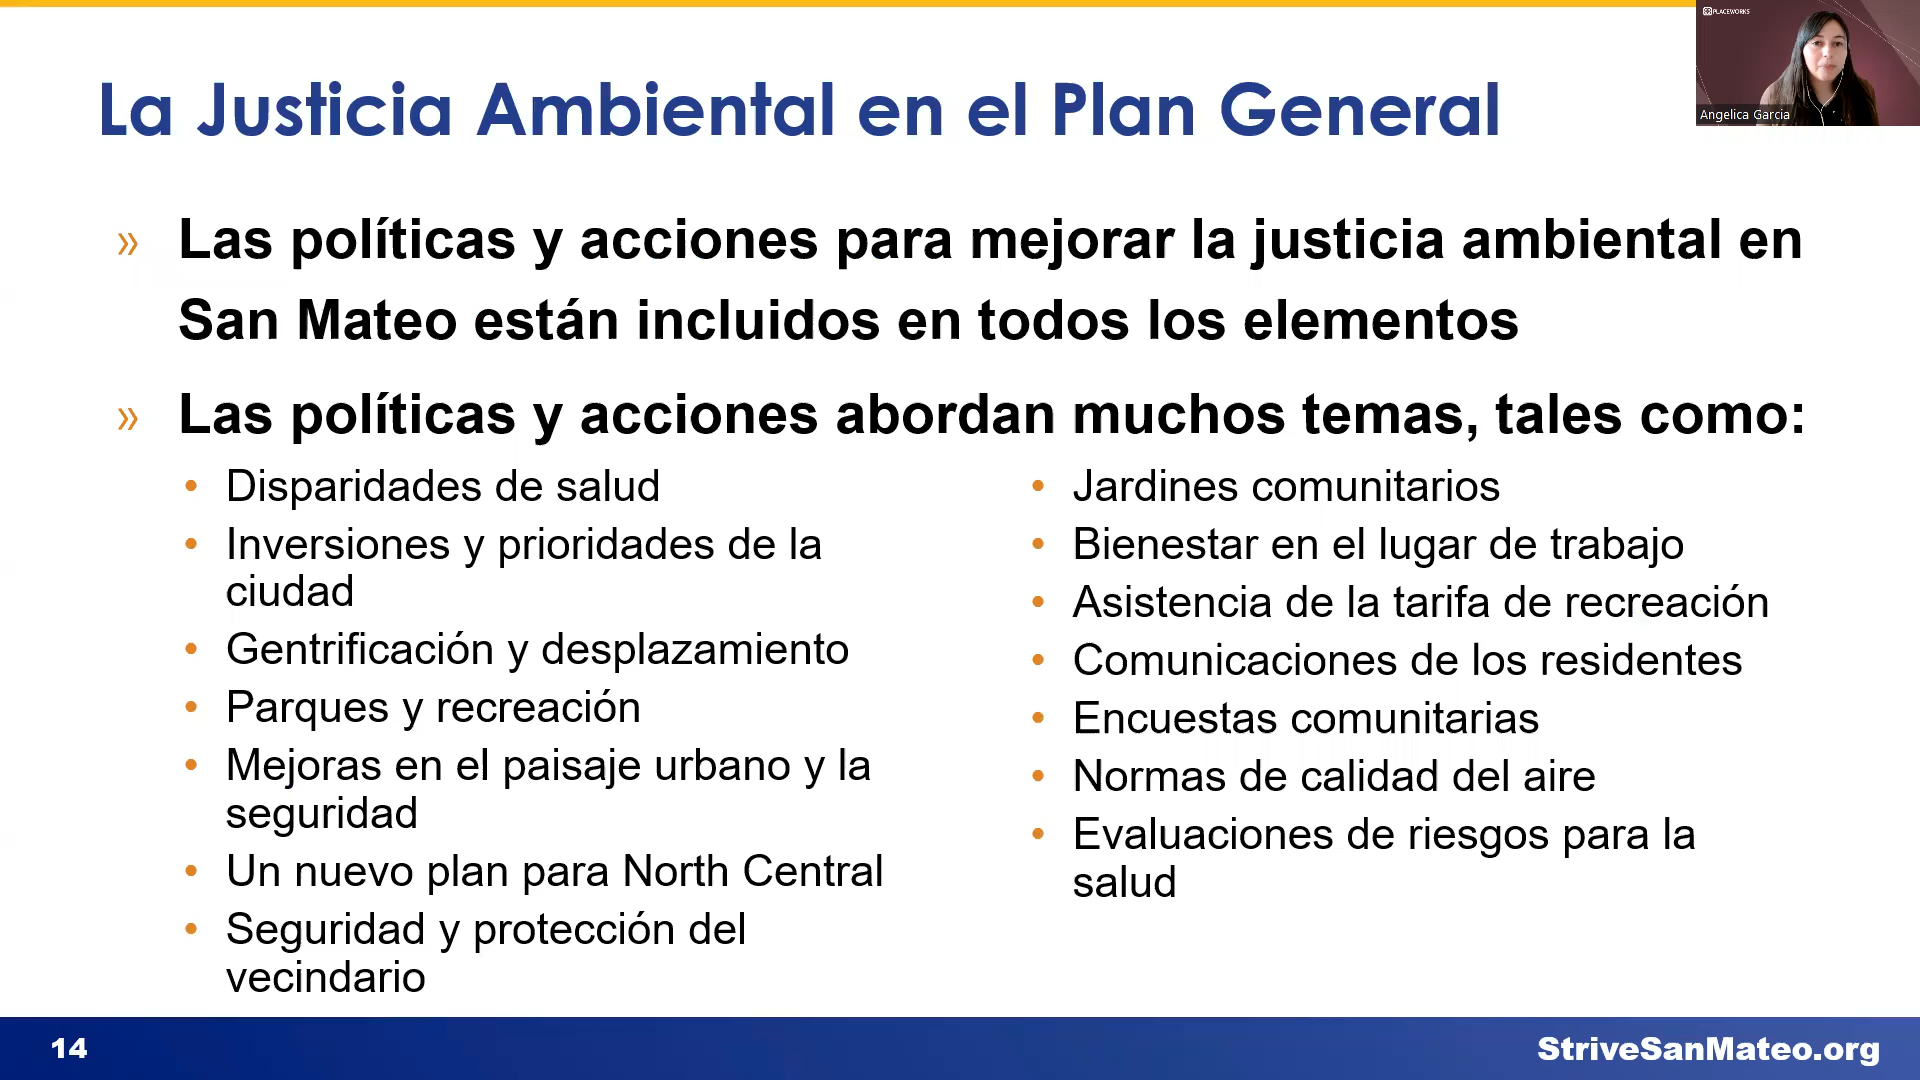 PLACEWORKS
Angelica Garcia
La Justicia Ambiental en el Plan General
» Las políticas y acciones para mejorar la justicia ambiental en
San Mateo están incluidos en todos los elementos
» Las políticas y acciones abordan muchos temas, tales como:
• Disparidades de salud
• Inversiones y prioridades de la
ciudad
• Gentrificación y desplazamiento
• Parques y recreación
• Mejoras en el paisaje urbano y la
seguridad
• Un nuevo plan para North Central
• Seguridad y protección del
vecindario
• Jardines comunitarios
• Bienestar en el lugar de trabajo
• Asistencia de la tarifa de recreación
• Comunicaciones de los residentes
• Encuestas comunitarias
• Normas de calidad del aire
• Evaluaciones de riesgos para la
salud
14
StriveSanMateo.org